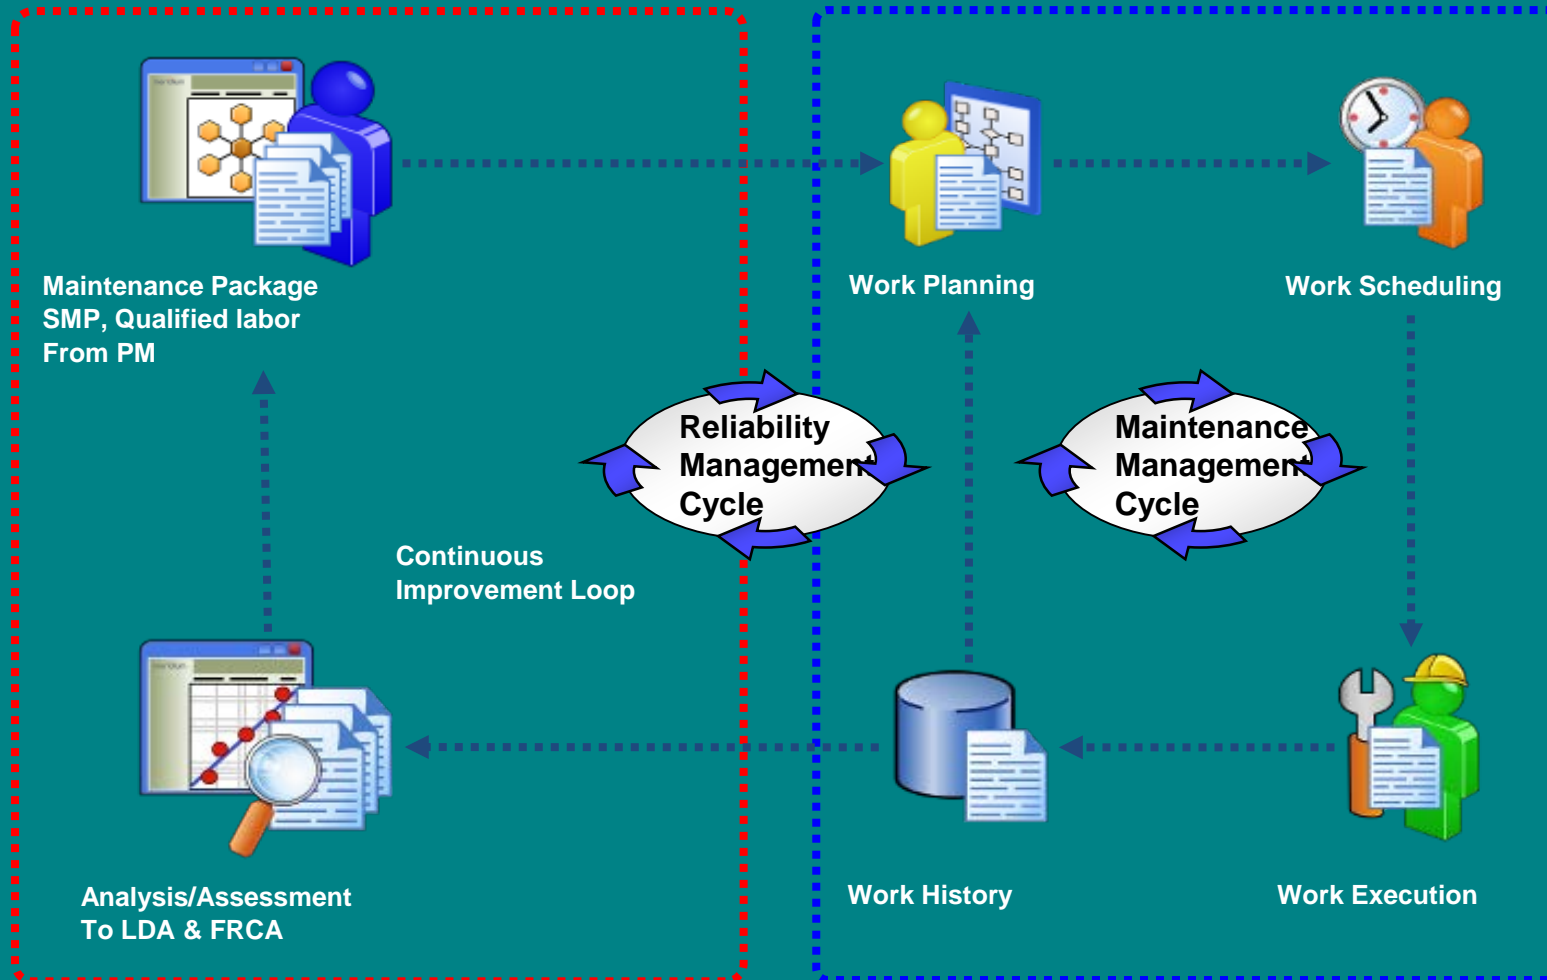 Maintenance Package
SMP, Qualified labor
From PM
Work Planning
Work Scheduling
Reliability
Management
Cycle
Maintenance
Management
Cycle
Continuous
Improvement Loop
Analysis/Assessment
To LDA & FRCA
Work History
Work Execution